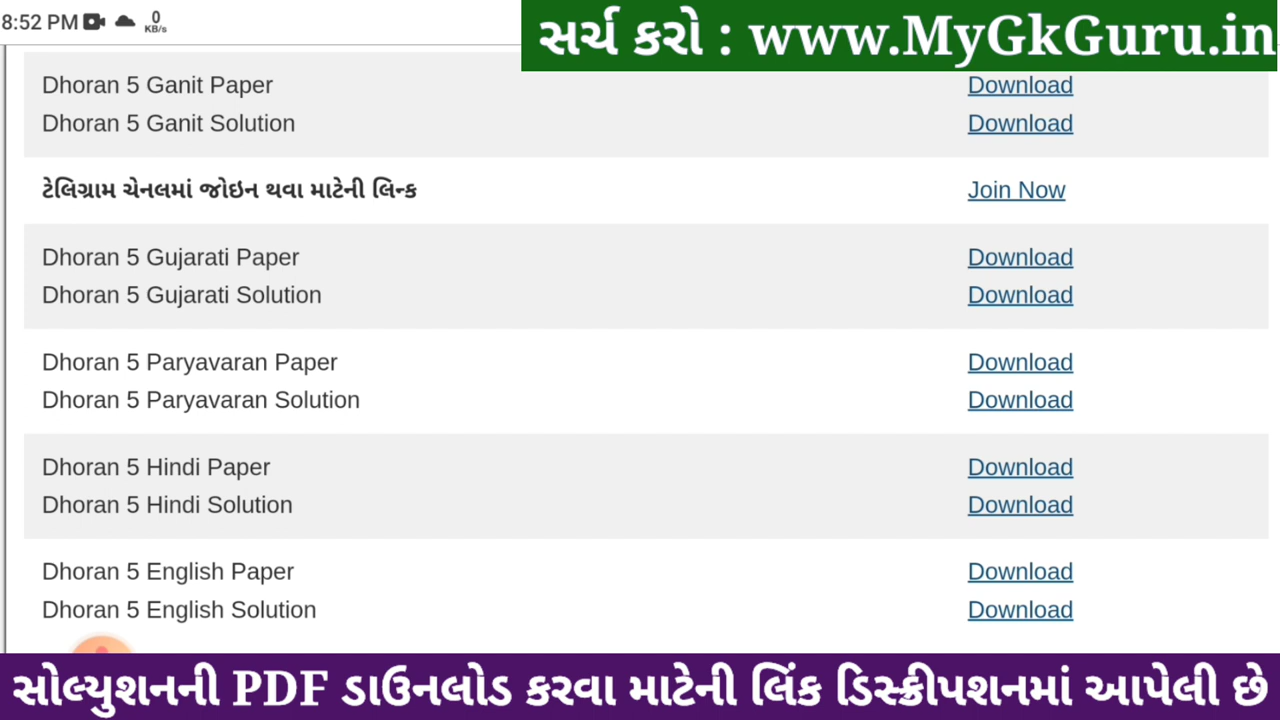 8:52 PM 0 KB/s
સર્ચ કરો : www.MyGkGuru.in
Dhoran 5 Ganit Paper Download
Dhoran 5 Ganit Solution Download
ટેલિગ્રામ ચેનલમાં જોઇન થવા માટેની લિન્ક Join Now
Dhoran 5 Gujarati Paper Download
Dhoran 5 Gujarati Solution Download
Dhoran 5 Paryavaran Paper Download
Dhoran 5 Paryavaran Solution Download
Dhoran 5 Hindi Paper Download
Dhoran 5 Hindi Solution Download
Dhoran 5 English Paper Download
Dhoran 5 English Solution Download
સોલ્યુશનની PDF ડાઉનલોડ કરવા માટેની લિંક ડિસ્ક્રીપશનમાં આપેલી છે